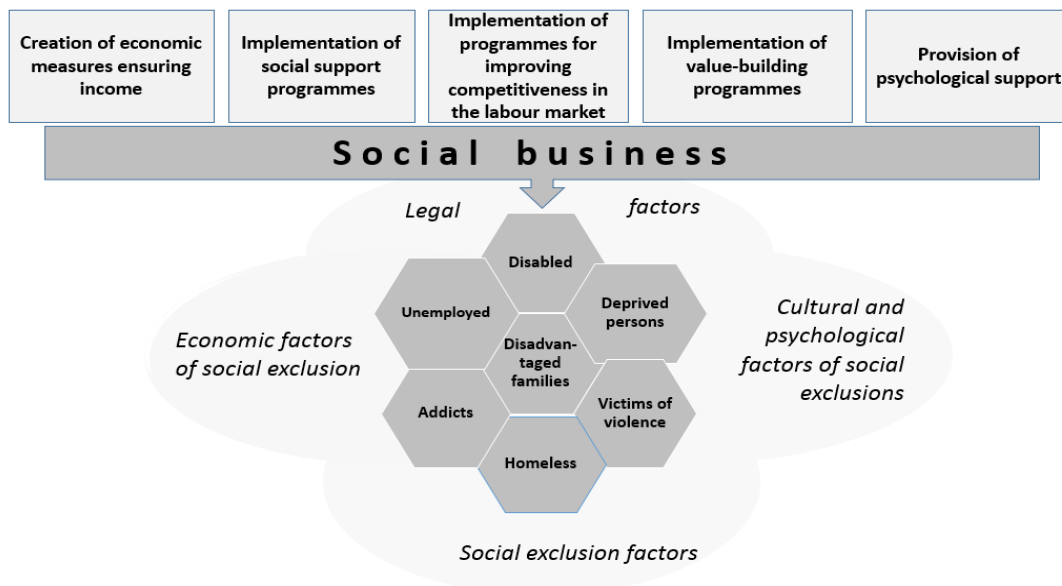 Creation of economic
measures ensuring
income
Implementation of
social support
programmes
Implementation of
programmes for
improving
competitiveness in
the labour market
Implementation of
value-building
programmes
Provision of
psychological support
Social business
Legal factors
Disabled
Unemployed
Deprived
persons
Economic factors
of social exclusion
Disadvan-
taged
families
Cultural and
psychological
factors of social
exclusions
Addicts
Victims of
violence
Homeless
Social exclusion factors